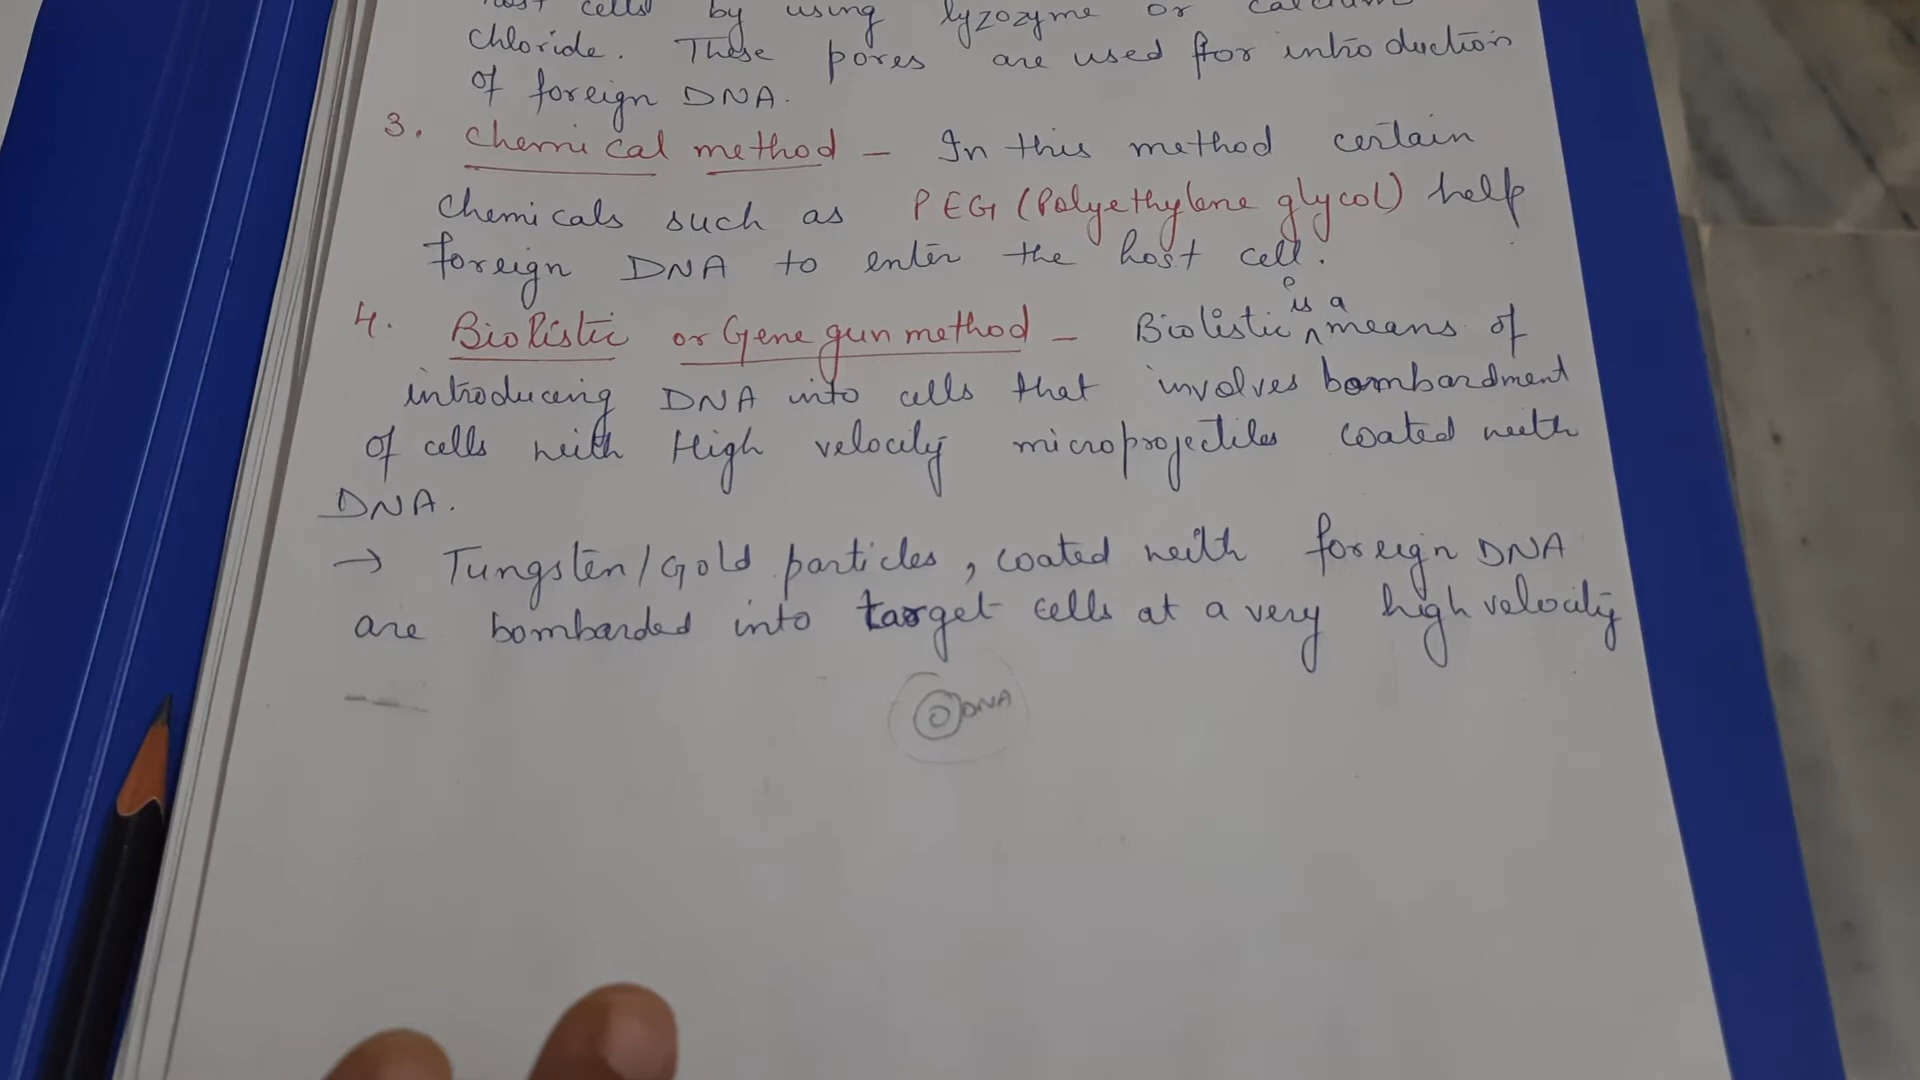 host cells by using lyzozyme or calcium
chloride. These pores are used for introduction
of foreign DNA.
3. Chemical method - In this method certain
chemicals such as PEG (Polyethylene glycol) help
foreign DNA to enter the host cell.
4. Biolistic or Gene gun method - Biolistic is a means of
introducing DNA into cells that involves bombardment
of cells with High velocity microprojectiles coated with
DNA.
→ Tungsten/Gold particles, coated with foreign DNA
are bombarded into target cells at a very high velocity
DNA